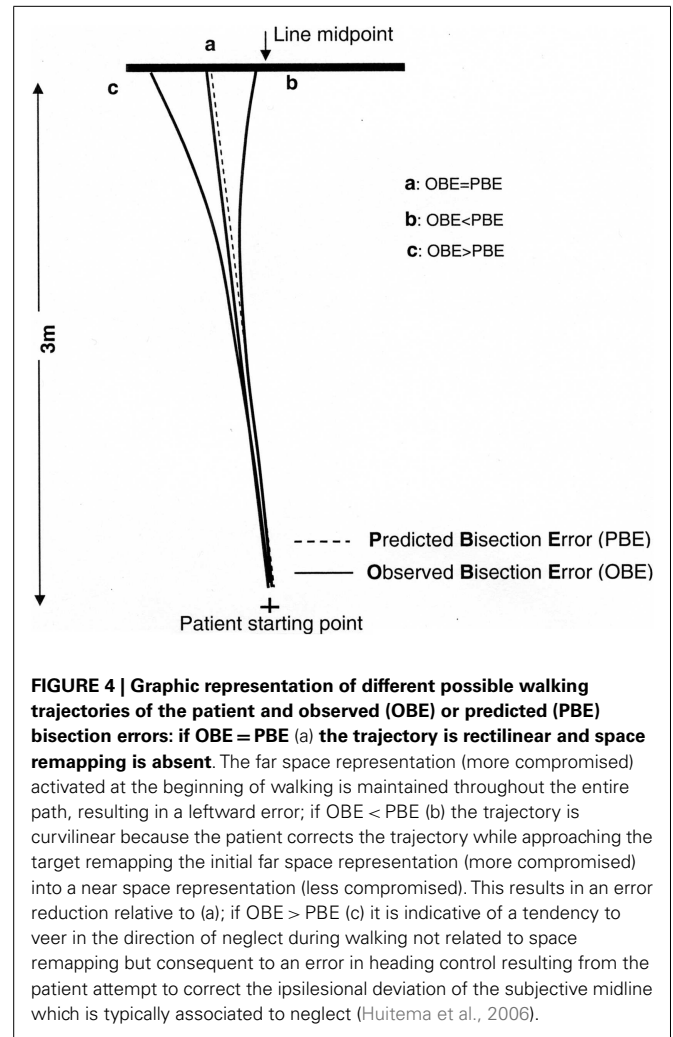 Line midpoint
a
c
b
a: OBE=PBE
b: OBE<PBE
c: OBE>PBE
3m
Predicted Bisection Error (PBE)
Observed Bisection Error (OBE)
+
Patient starting point
FIGURE 4 | Graphic representation of different possible walking
trajectories of the patient and observed (OBE) or predicted (PBE)
bisection errors: if OBE = PBE (a) the trajectory is rectilinear and space
remapping is absent. The far space representation (more compromised)
activated at the beginning of walking is maintained throughout the entire
path, resulting in a leftward error; if OBE < PBE (b) the trajectory is
curvilinear because the patient corrects the trajectory while approaching the
target remapping the initial far space representation (more compromised)
into a near space representation (less compromised). This results in an error
reduction relative to (a); if OBE > PBE (c) it is indicative of a tendency to
veer in the direction of neglect during walking not related to space
remapping but consequent to an error in heading control resulting from the
patient attempt to correct the ipsilesional deviation of the subjective midline
which is typically associated to neglect (Huitema et al., 2006).